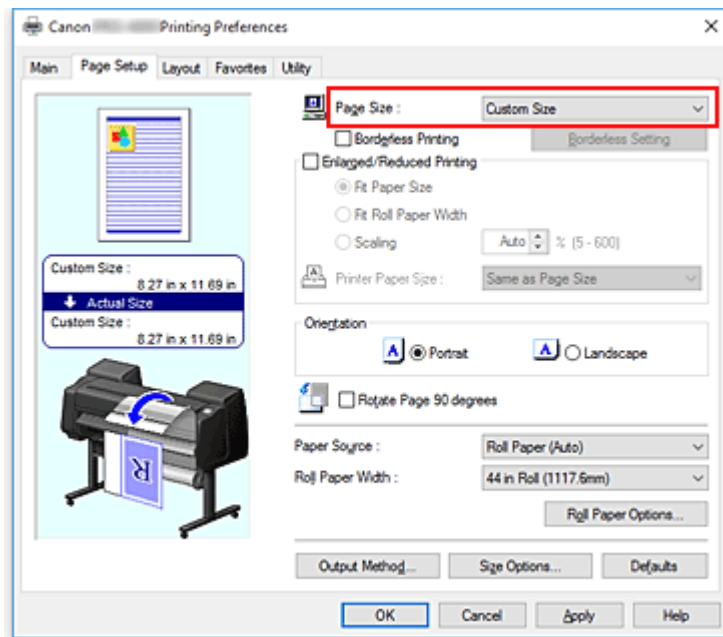 Canon Printing Preferences
Main Page Setup Layout Favorites Utility
Page Size : Custom Size
Borderless Printing Borderless Setting
Enlarged/Reduced Printing
Fit Paper Size
Fit Roll Paper Width
Scaling Auto % (5 - 600)
Printer Paper Size : Same as Page Size
Custom Size :
8.27 in x 11.69 in
Actual Size
Custom Size :
8.27 in x 11.69 in
Orientation
A Portrait A Landscape
Rotate Page 90 degrees
R
Paper Source : Roll Paper (Auto)
Roll Paper Width : 44 in Roll (1117.6mm)
Roll Paper Options...
Output Method... Size Options... Defaults
OK Cancel Apply Help